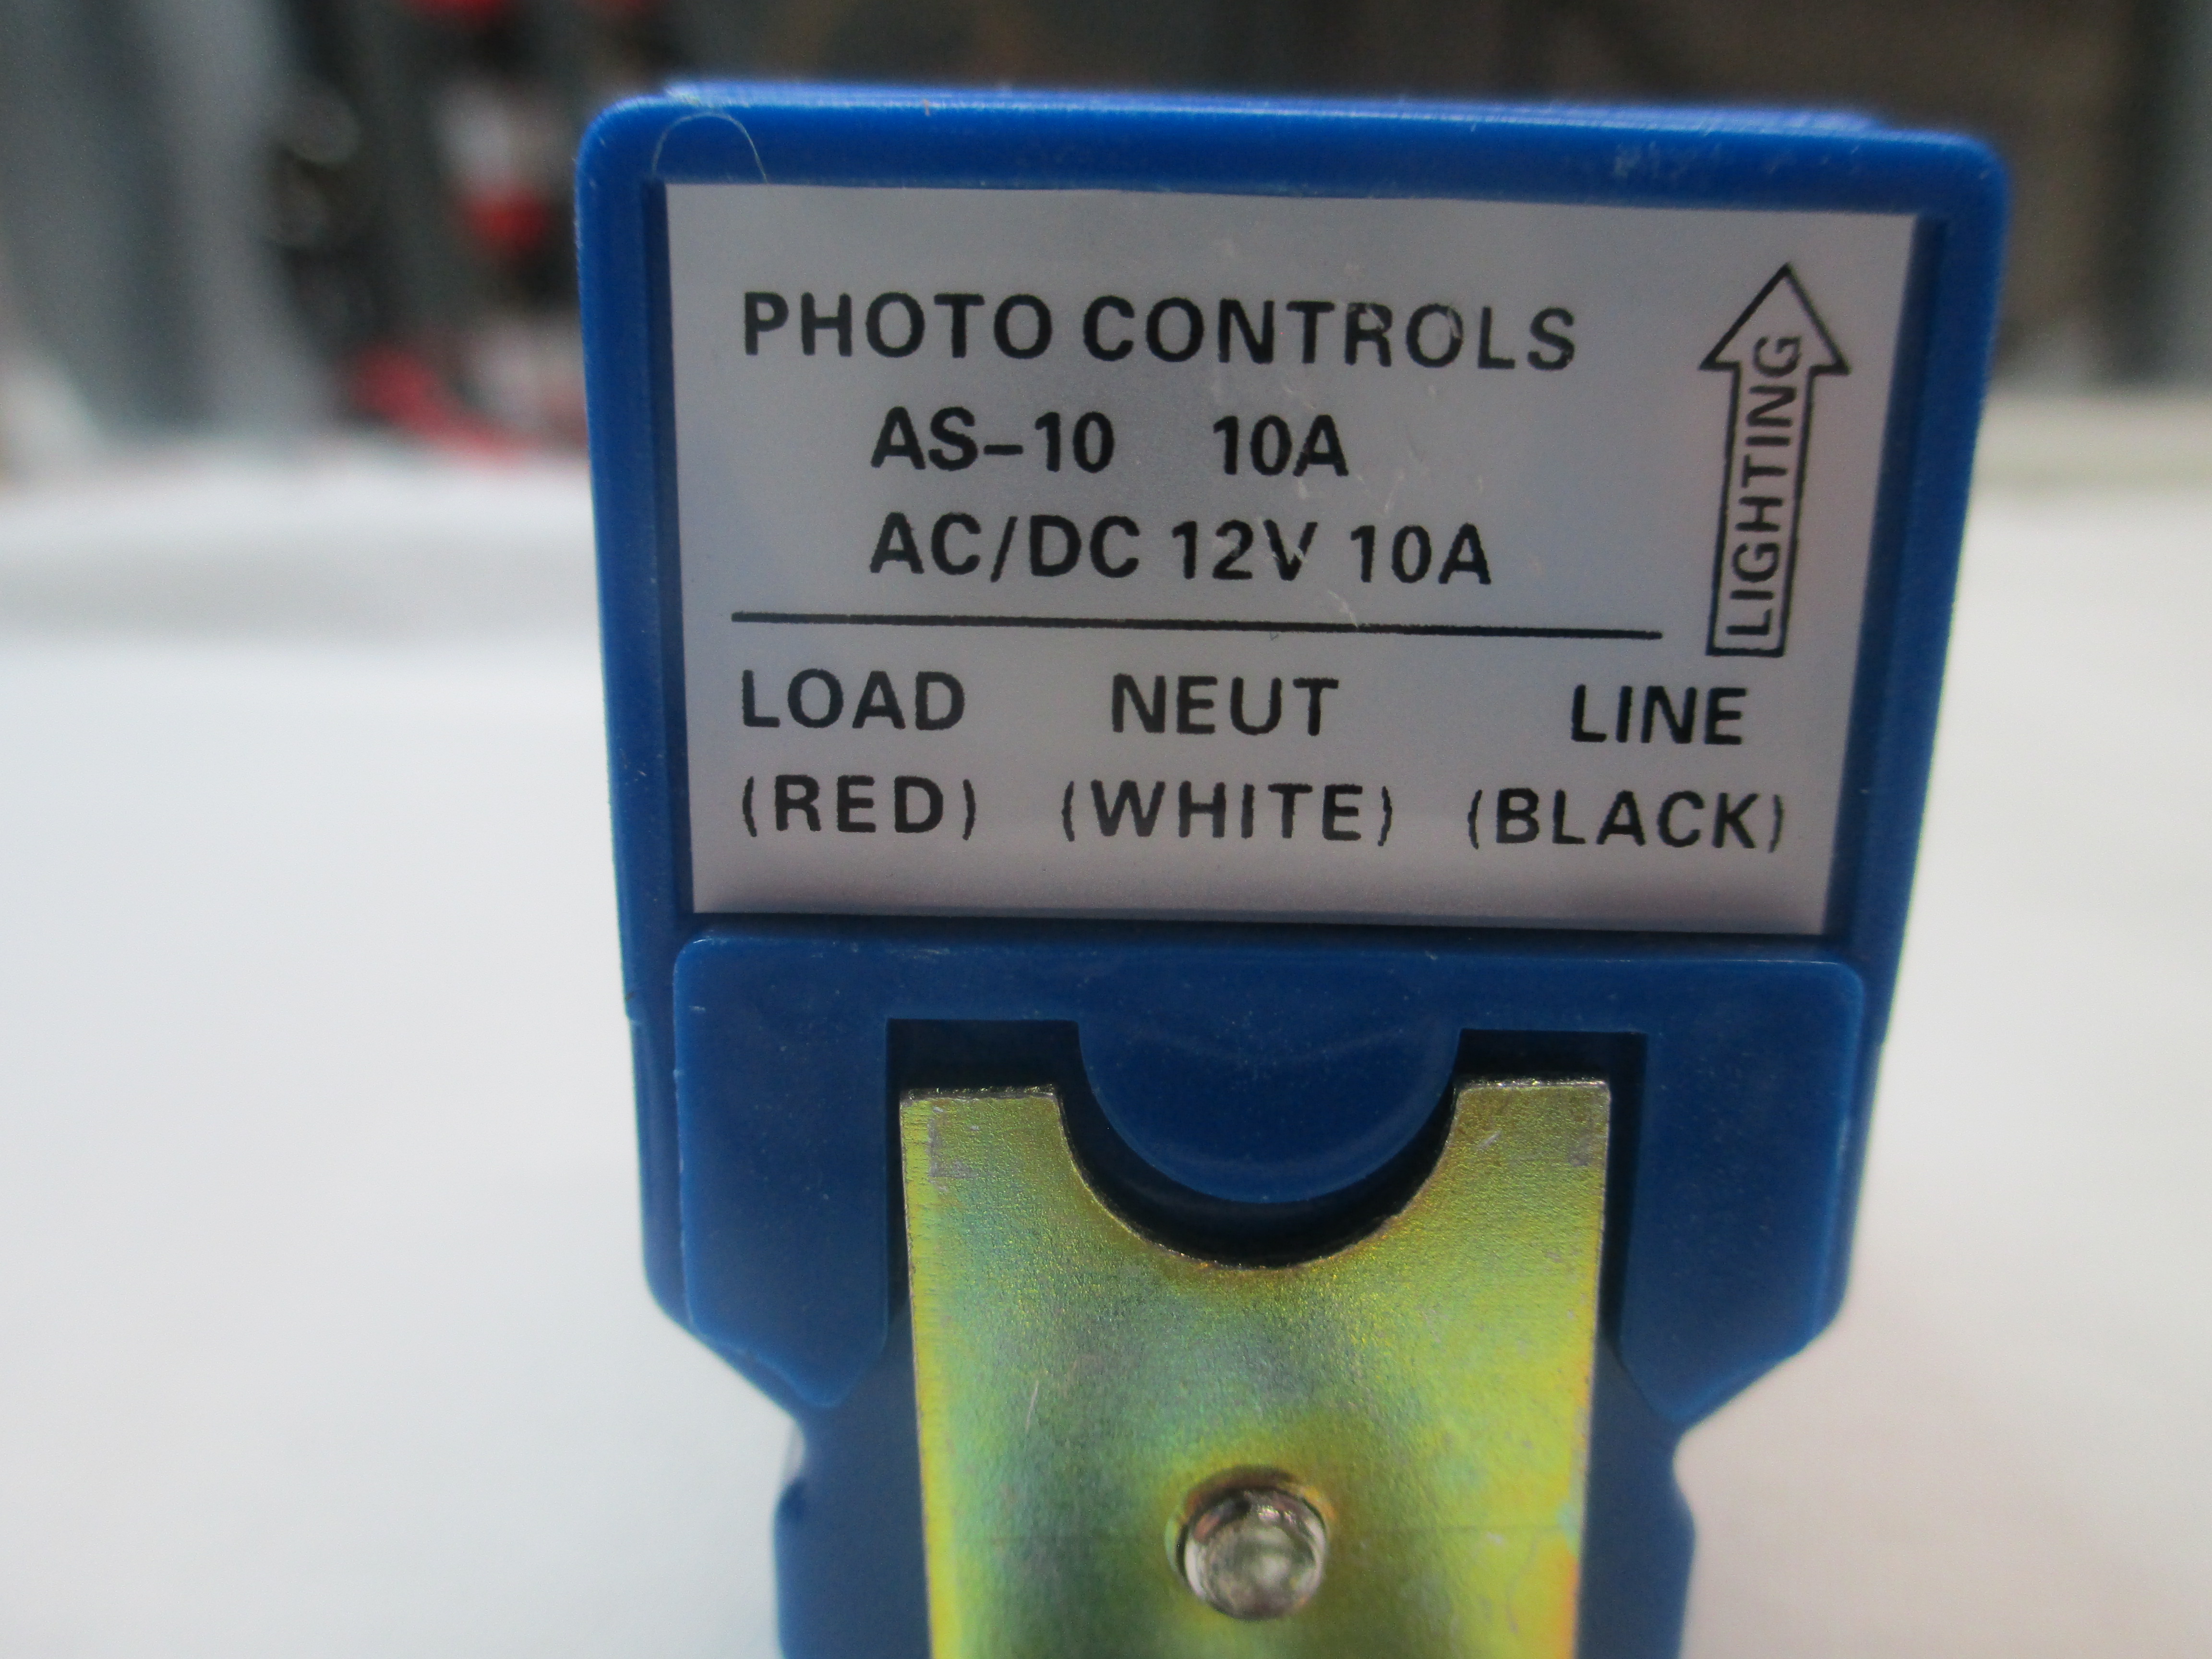 PHOTO CONTROLS
AS-10 10A
AC/DC 12V 10A
LIGHTING
LOAD NEUT LINE
(RED) (WHITE) (BLACK)